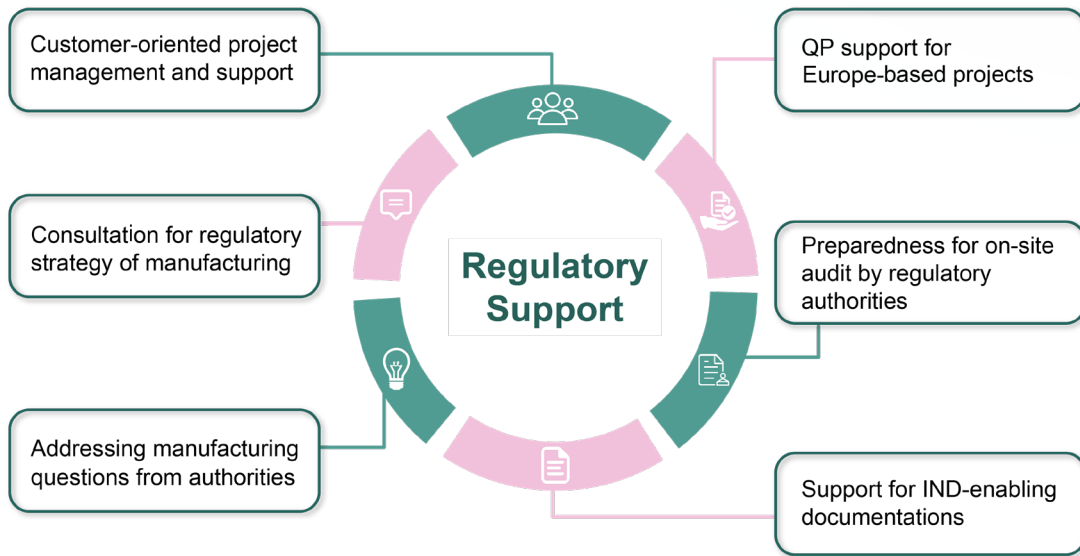 Customer-oriented project
management and support
QP support for
Europe-based projects
Consultation for regulatory
strategy of manufacturing
Regulatory
Support
Preparedness for on-site
audit by regulatory
authorities
Addressing manufacturing
questions from authorities
Support for IND-enabling
documentations